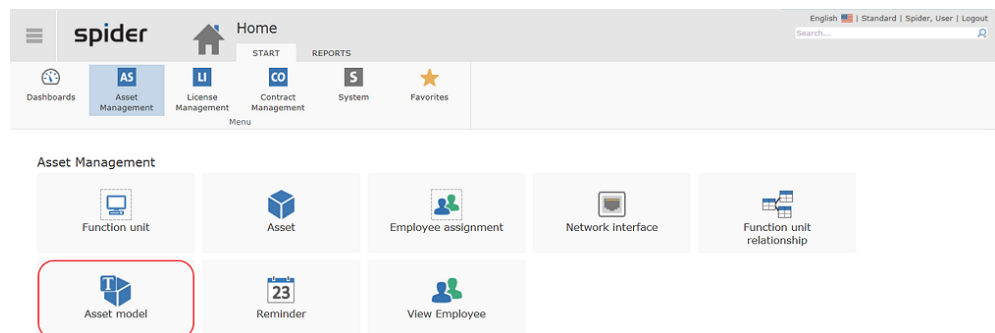 English | Standard | Spider, User | Logout
spider
Home
Search...
START REPORTS
AS LI CO S
Dashboards Asset Management License Management Contract Management System Favorites
Menu
Asset Management
Function unit Asset Employee assignment Network interface Function unit relationship
T 23
Asset model Reminder View Employee